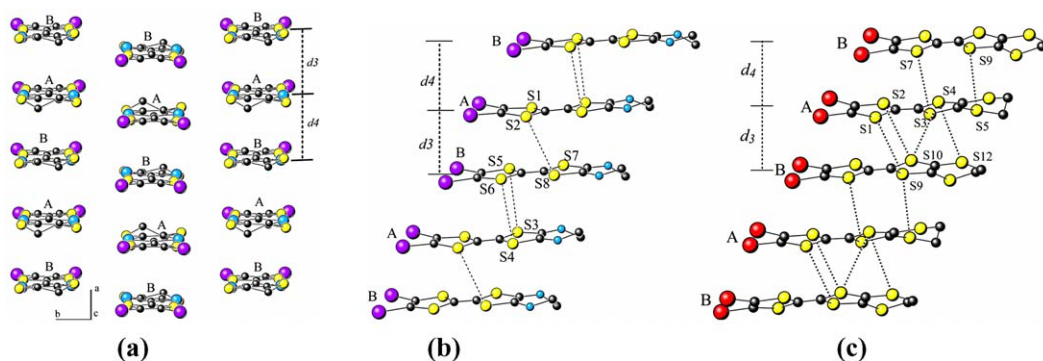 B B B
d3
A A A
d4
B B B
A A A
B B B
a
b c
(a)
B
d4
A S1
S2
d3
B S5 S7
S6 S8
A S3
S4
B
(b)
B S7 S9
d4
A S2 S4
S1 S3 S5
d3
B S10 S12
S9
A
B
(c)